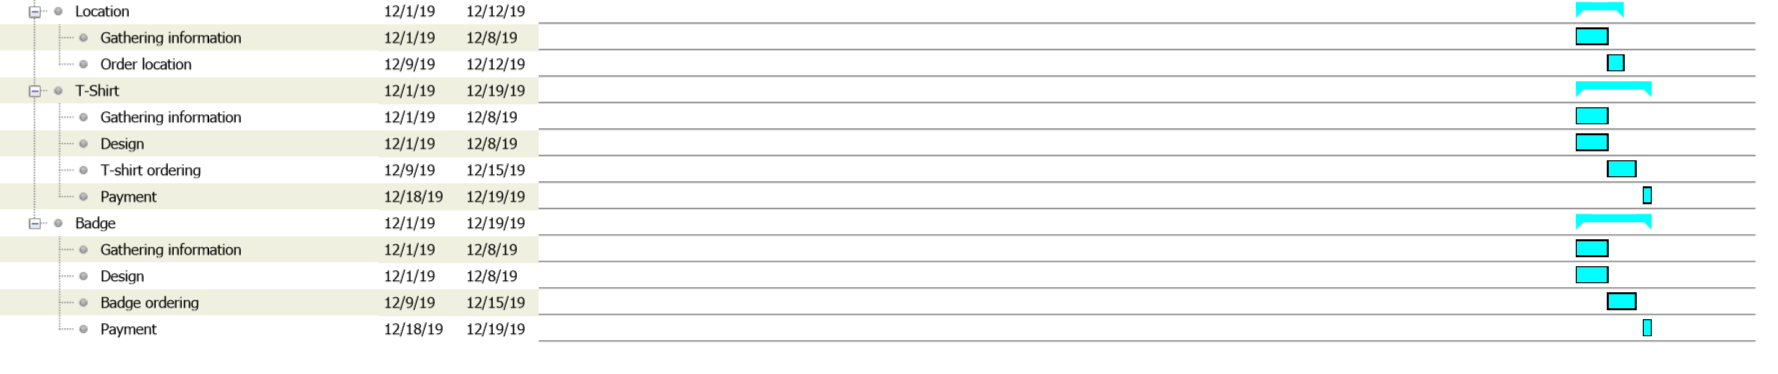 Location 12/1/19 12/12/19
Gathering information 12/1/19 12/8/19
Order location 12/9/19 12/12/19
T-Shirt 12/1/19 12/19/19
Gathering information 12/1/19 12/8/19
Design 12/1/19 12/8/19
T-shirt ordering 12/9/19 12/15/19
Payment 12/18/19 12/19/19
Badge 12/1/19 12/19/19
Gathering information 12/1/19 12/8/19
Design 12/1/19 12/8/19
Badge ordering 12/9/19 12/15/19
Payment 12/18/19 12/19/19